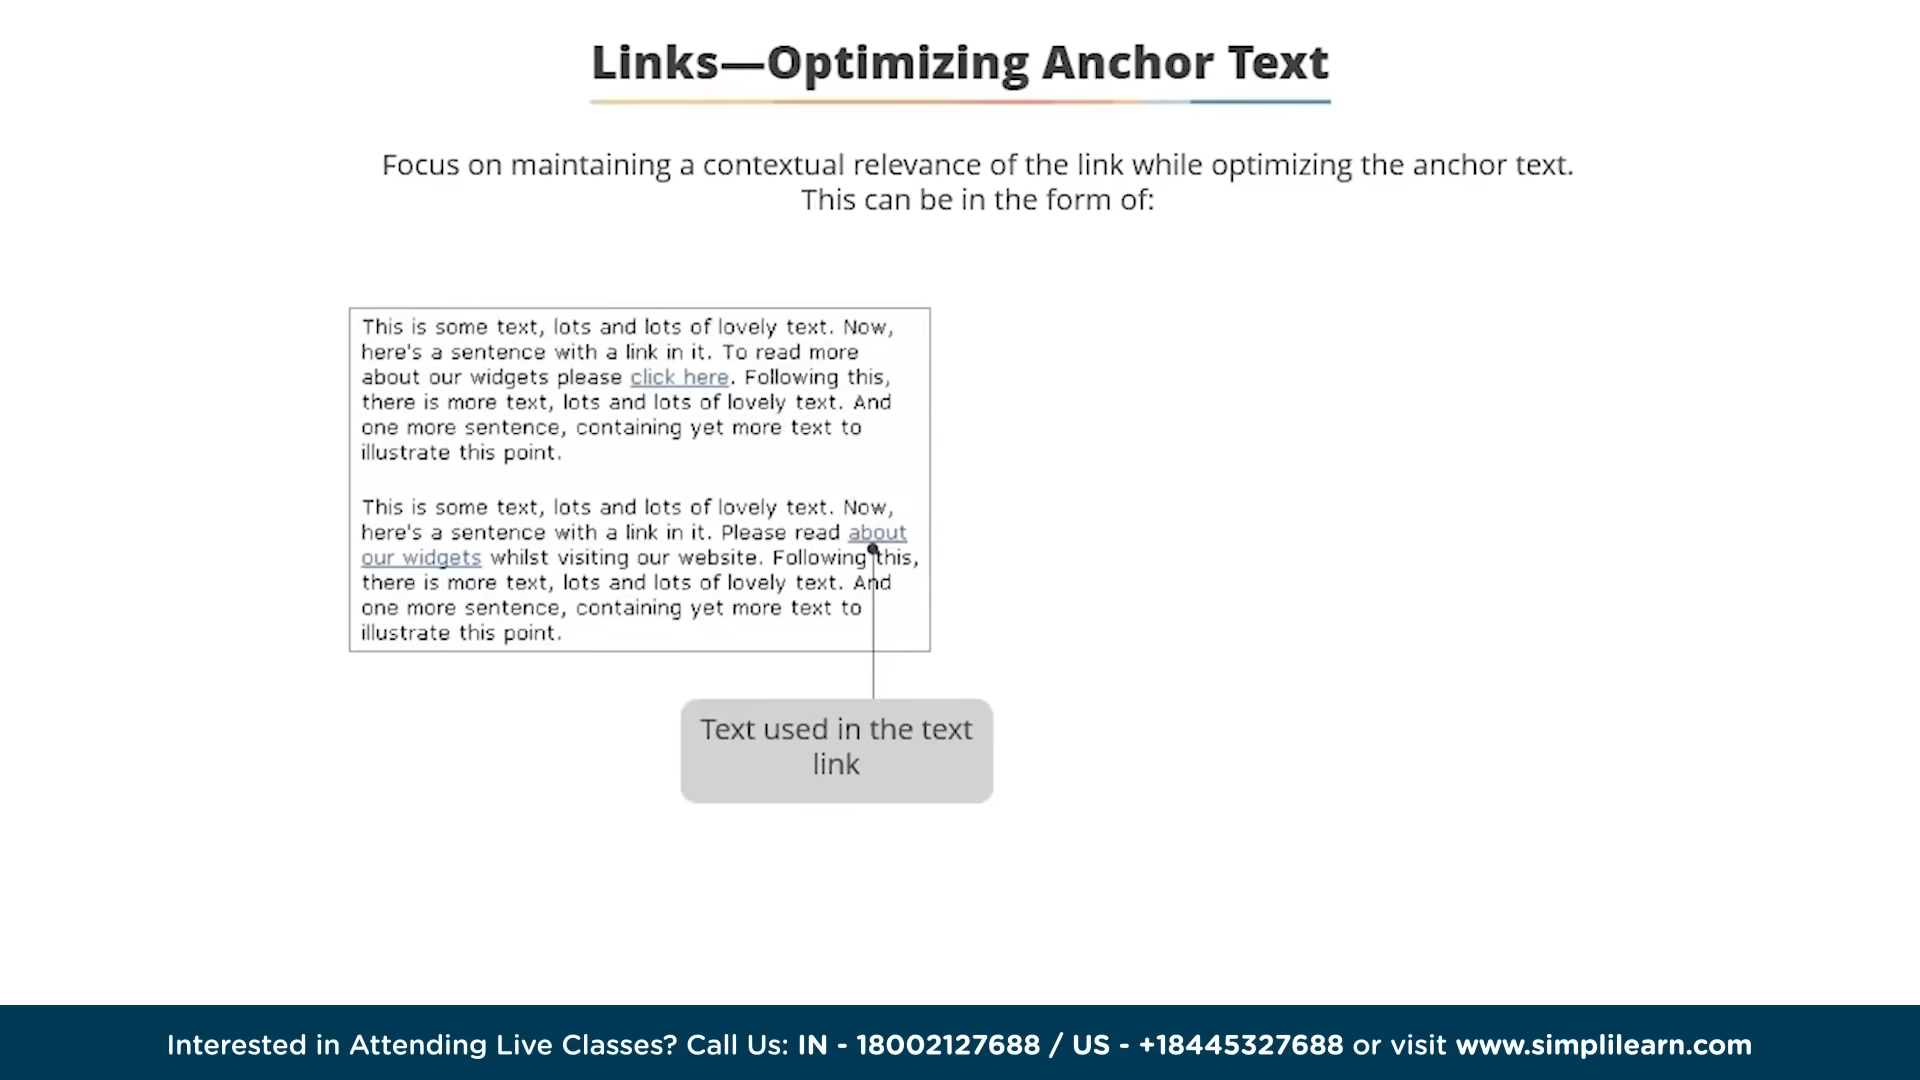 Links—Optimizing Anchor Text
Focus on maintaining a contextual relevance of the link while optimizing the anchor text.
This can be in the form of:
This is some text, lots and lots of lovely text. Now,
here's a sentence with a link in it. To read more
about our widgets please click here. Following this,
there is more text, lots and lots of lovely text. And
one more sentence, containing yet more text to
illustrate this point.
This is some text, lots and lots of lovely text. Now,
here's a sentence with a link in it. Please read about
our widgets whilst visiting our website. Following this,
there is more text, lots and lots of lovely text. And
one more sentence, containing yet more text to
illustrate this point.
Text used in the text
link
Interested in Attending Live Classes? Call Us: IN - 18002127688 / US - +18445327688 or visit www.simplilearn.com